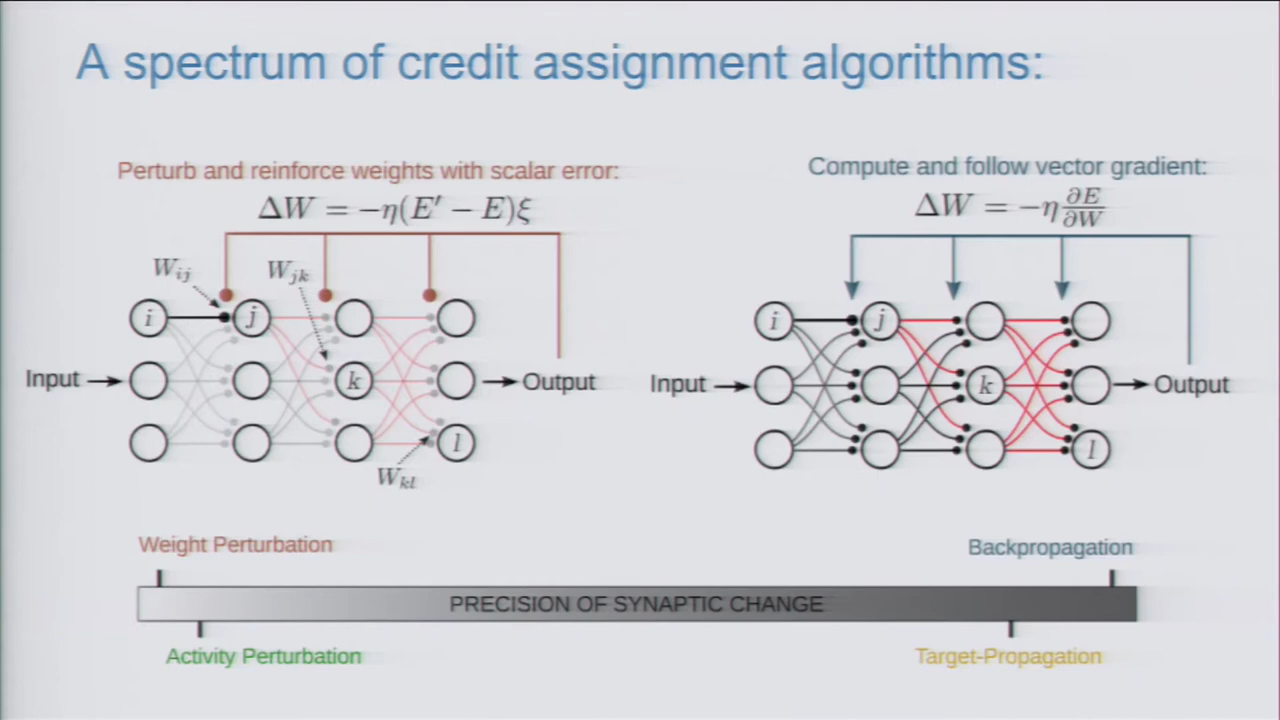 A spectrum of credit assignment algorithms:
Perturb and reinforce weights with scalar error:
ΔW = −η(E′ − E)ξ
Compute and follow vector gradient:
ΔW = −η ∂E/∂W
W_ij
W_jk
i
j
Input
k
Output
l
W_kl
i
j
Input
k
Output
l
Weight Perturbation
Backpropagation
PRECISION OF SYNAPTIC CHANGE
Activity Perturbation
Target-Propagation